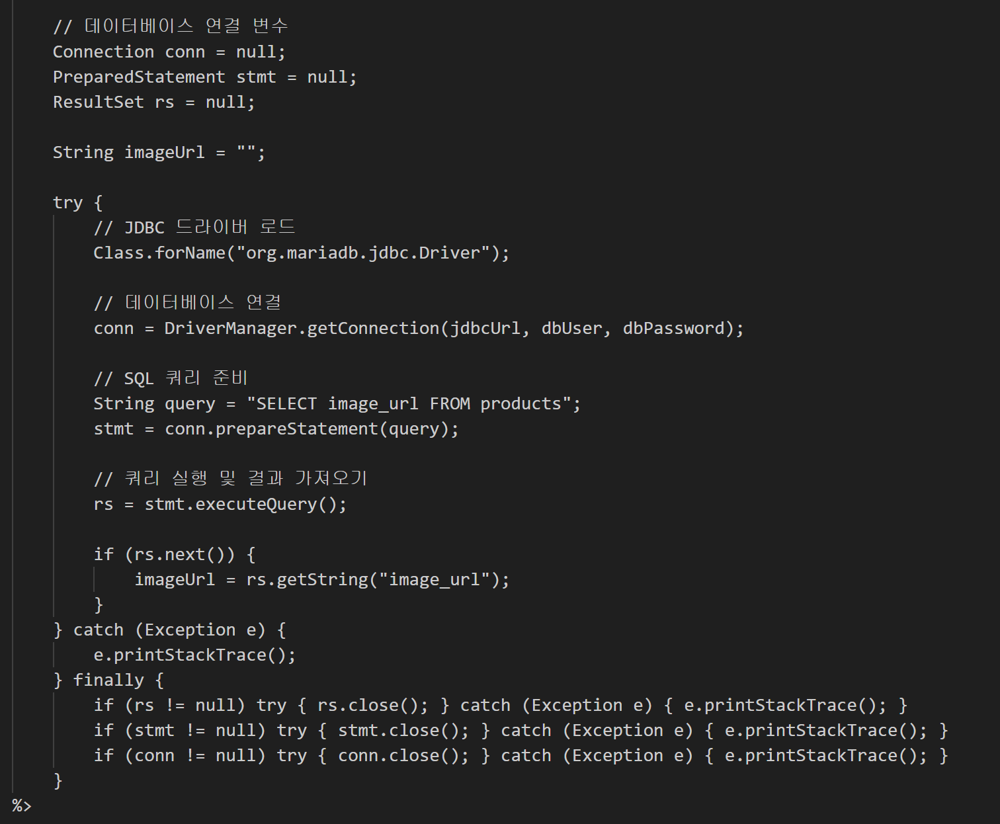 // 데이터베이스 연결 변수
Connection conn = null;
PreparedStatement stmt = null;
ResultSet rs = null;
String imageUrl = "";
try {
// JDBC 드라이버 로드
Class.forName("org.mariadb.jdbc.Driver");
// 데이터베이스 연결
conn = DriverManager.getConnection(jdbcUrl, dbUser, dbPassword);
// SQL 쿼리 준비
String query = "SELECT image_url FROM products";
stmt = conn.prepareStatement(query);
// 쿼리 실행 및 결과 가져오기
rs = stmt.executeQuery();
if (rs.next()) {
imageUrl = rs.getString("image_url");
}
} catch (Exception e) {
e.printStackTrace();
} finally {
if (rs != null) try { rs.close(); } catch (Exception e) { e.printStackTrace(); }
if (stmt != null) try { stmt.close(); } catch (Exception e) { e.printStackTrace(); }
if (conn != null) try { conn.close(); } catch (Exception e) { e.printStackTrace(); }
}
%>